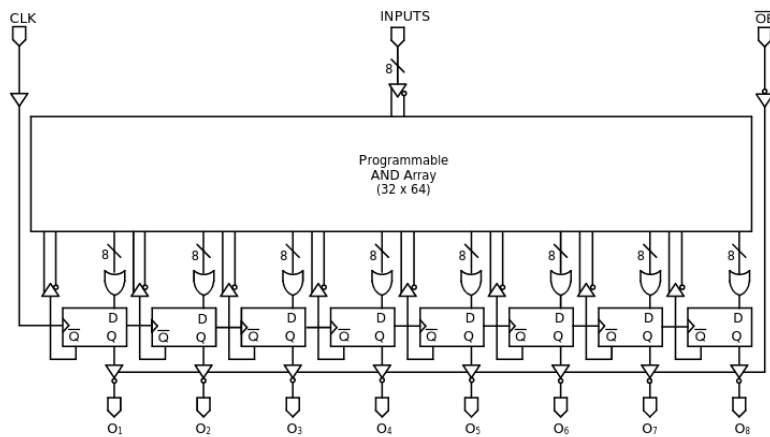 CLK INPUTS OE
8
Programmable
AND Array
(32 x 64)
8 8 8 8 8 8 8 8
D D D D D D D D
Q̅ Q Q̅ Q Q̅ Q Q̅ Q Q̅ Q Q̅ Q Q̅ Q Q̅ Q
O₁ O₂ O₃ O₄ O₅ O₆ O₇ O₈